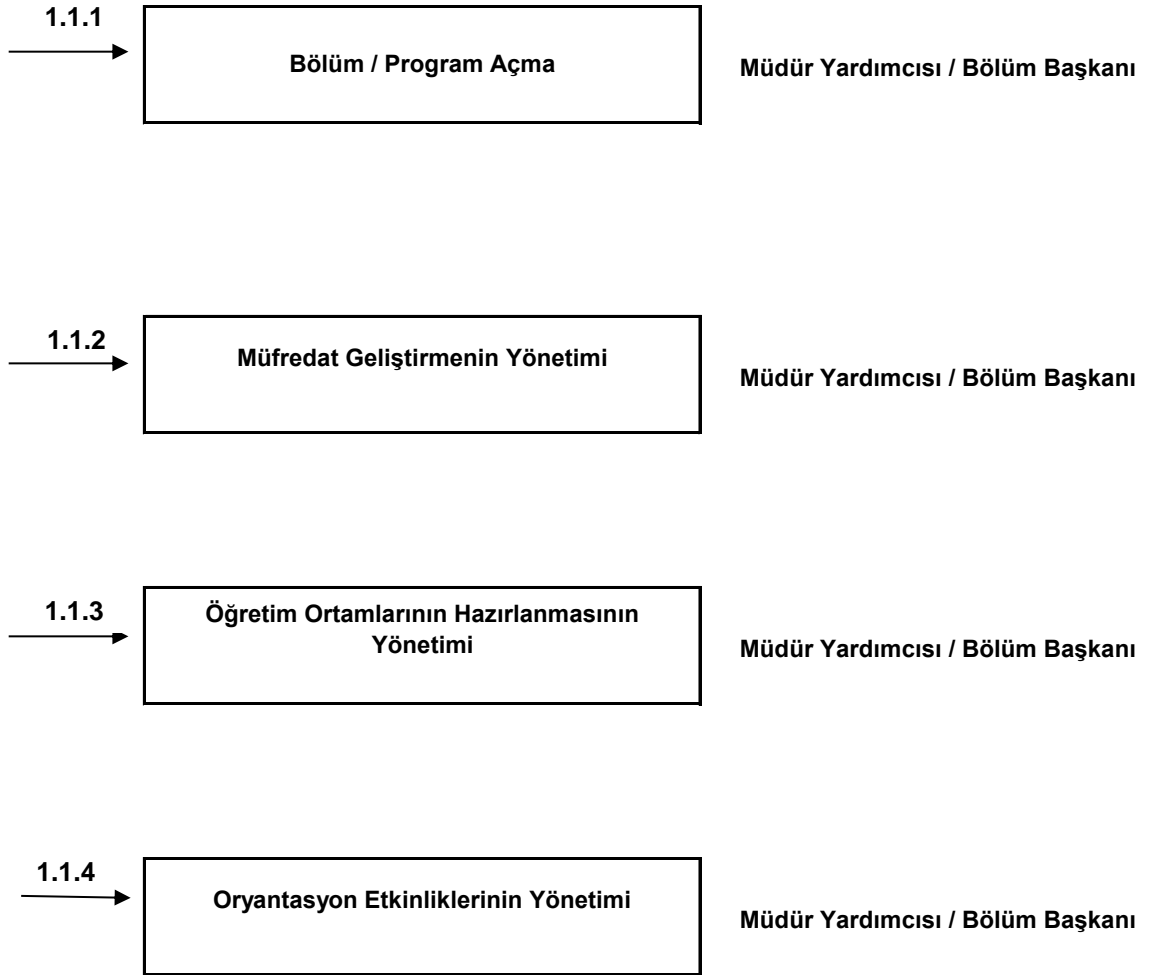 1.1.1
Bölüm / Program Açma
Müdür Yardımcısı / Bölüm Başkanı
1.1.2
Müfredat Geliştirmenin Yönetimi
Müdür Yardımcısı / Bölüm Başkanı
1.1.3
Öğretim Ortamlarının Hazırlanmasının
Yönetimi
Müdür Yardımcısı / Bölüm Başkanı
1.1.4
Oryantasyon Etkinliklerinin Yönetimi
Müdür Yardımcısı / Bölüm Başkanı